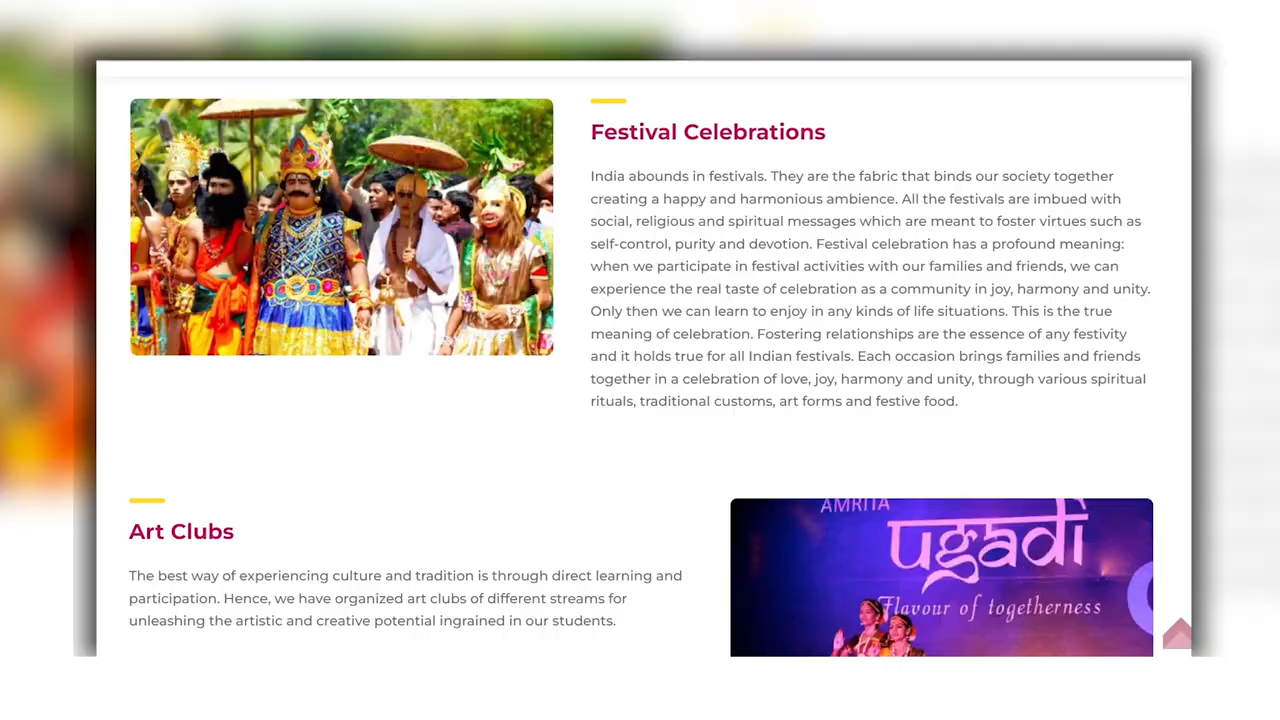 Festival Celebrations
India abounds in festivals. They are the fabric that binds our society together
creating a happy and harmonious ambience. All the festivals are imbued with
social, religious and spiritual messages which are meant to foster virtues such as
self-control, purity and devotion. Festival celebration has a profound meaning:
when we participate in festival activities with our families and friends, we can
experience the real taste of celebration as a community in joy, harmony and unity.
Only then we can learn to enjoy in any kinds of life situations. This is the true
meaning of celebration. Fostering relationships are the essence of any festivity
and it holds true for all Indian festivals. Each occasion brings families and friends
together in a celebration of love, joy, harmony and unity, through various spiritual
rituals, traditional customs, art forms and festive food.
Art Clubs
The best way of experiencing culture and tradition is through direct learning and
participation. Hence, we have organized art clubs of different streams for
unleashing the artistic and creative potential ingrained in our students.
AMRITA
ugadi
Flavour of togetherness